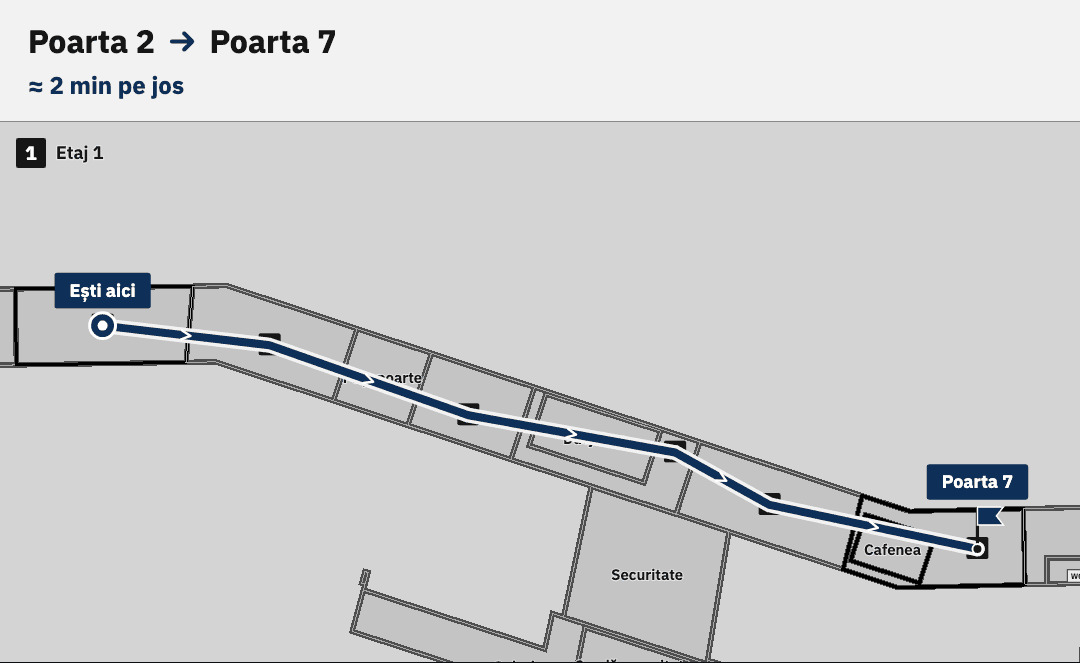 Poarta 2 → Poarta 7
≈ 2 min pe jos
1 Etaj 1
Ești aici
Poarta 7
Cafenea
Securitate